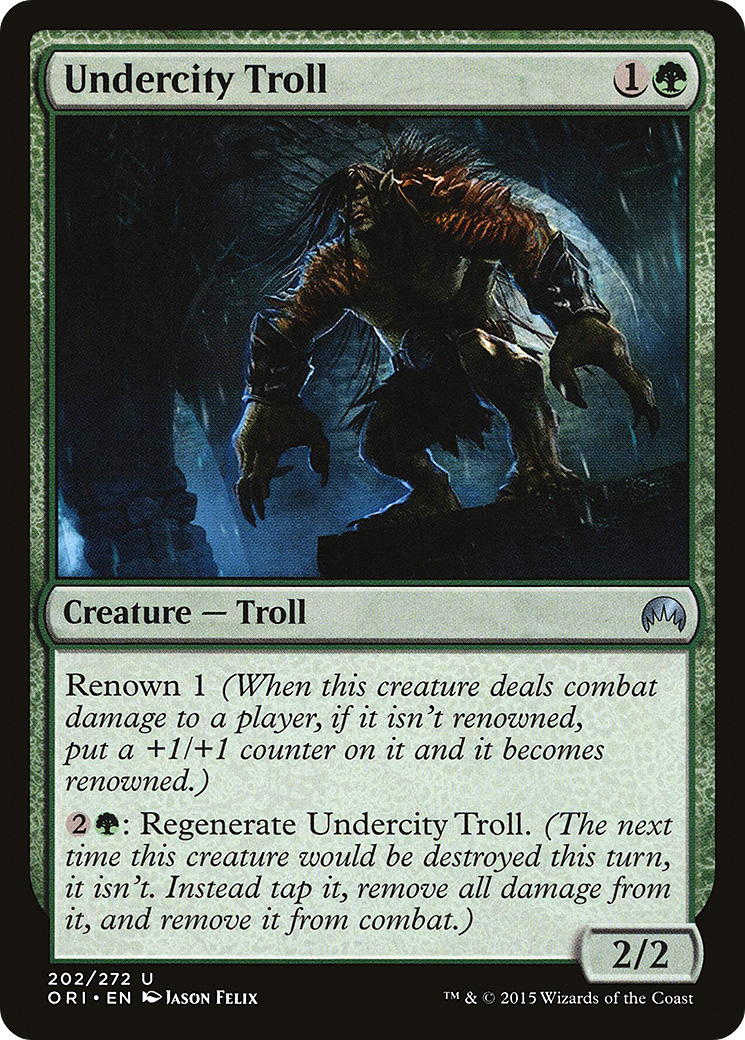 Undercity Troll 1
Creature — Troll
Renown 1 (When this creature deals combat
damage to a player, if it isn't renowned,
put a +1/+1 counter on it and it becomes
renowned.)
2: Regenerate Undercity Troll. (The next
time this creature would be destroyed this turn,
it isn't. Instead tap it, remove all damage from
it, and remove it from combat.)
2/2
202/272 U
ORI • EN Jason Felix
™ & © 2015 Wizards of the Coast